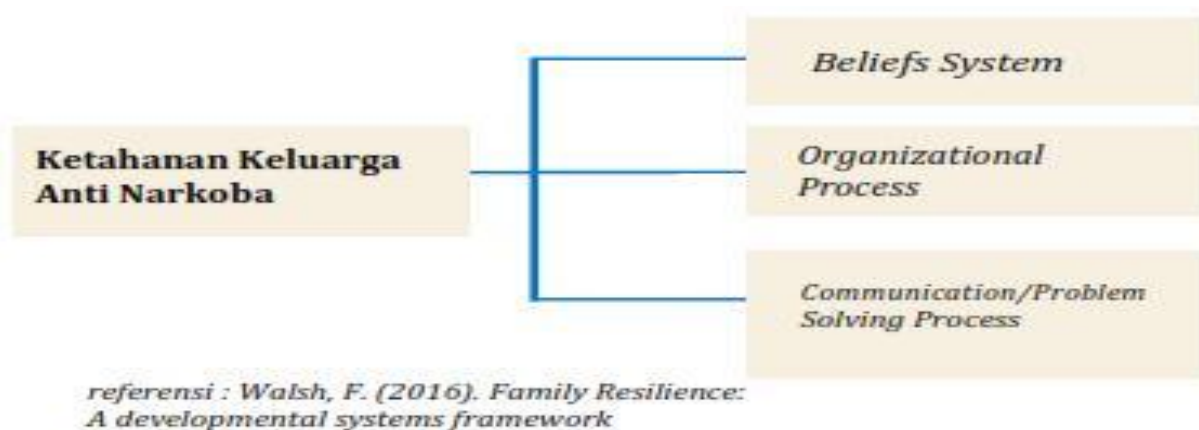 Ketahanan Keluarga
Anti Narkoba
Beliefs System
Organizational
Process
Communication/Problem
Solving Process
referensi : Walsh, F. (2016). Family Resilience:
A developmental systems framework